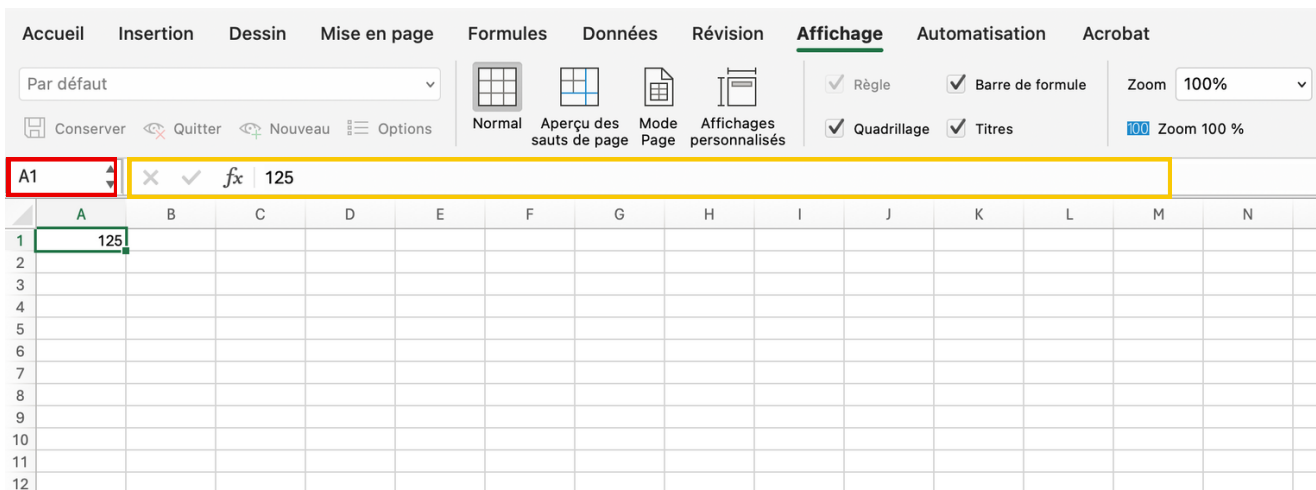 Accueil Insertion Dessin Mise en page Formules Données Révision Affichage Automatisation Acrobat
Par défaut
Conserver Quitter Nouveau Options
Normal
Aperçu des
sauts de page
Mode
Page
Affichages
personnalisés
Règle Barre de formule
Quadrillage Titres
Zoom 100%
100 Zoom 100 %
A1 fx 125
A B C D E F G H I J K L M N
1 125
2
3
4
5
6
7
8
9
10
11
12